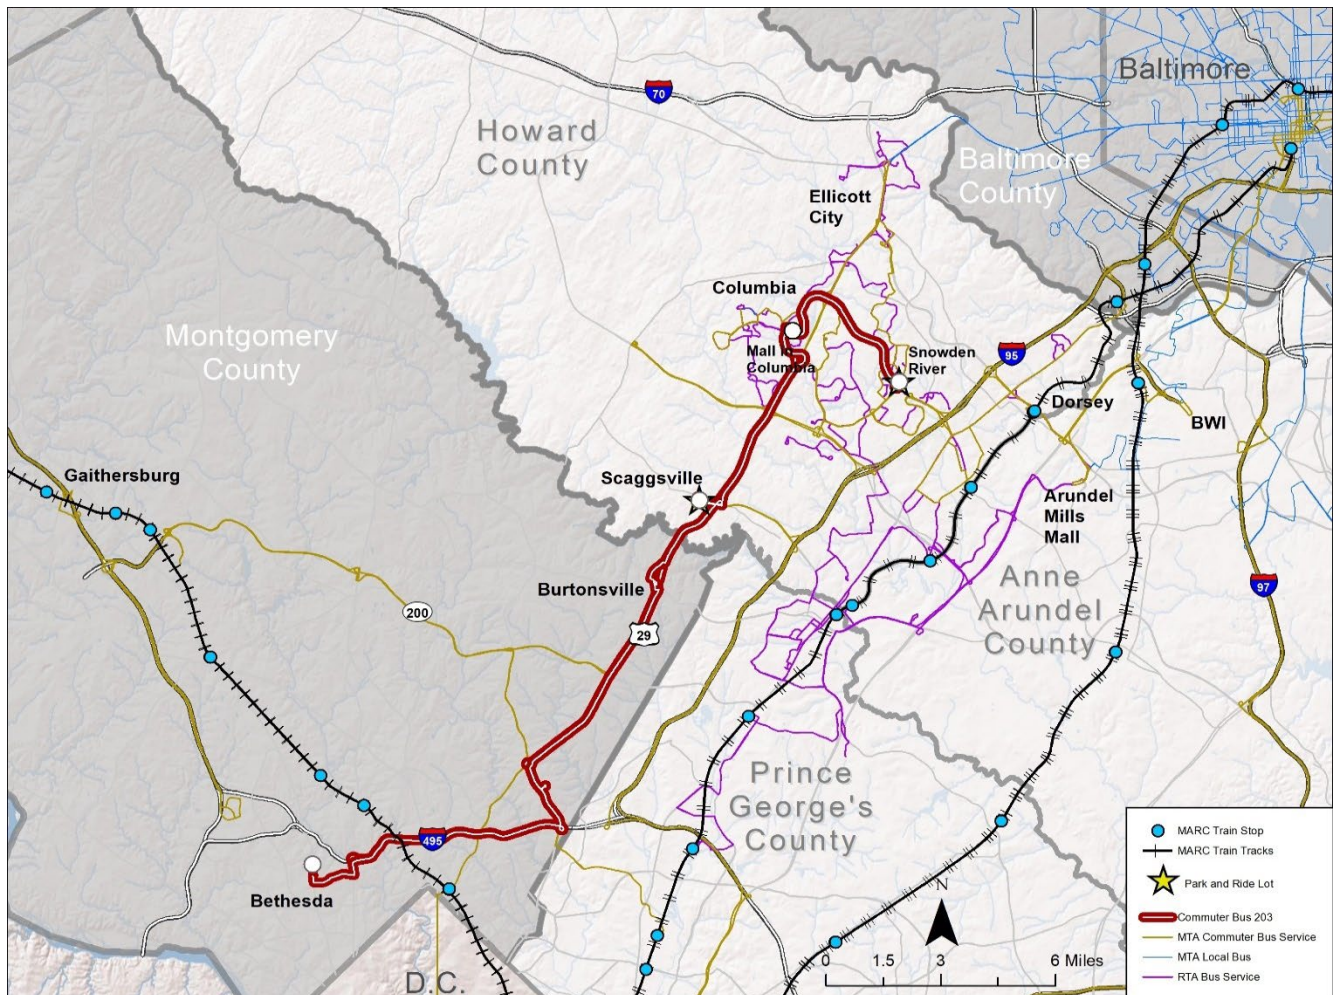 Baltimore
70
Howard
County
Baltimore
County
Ellicott
City
Columbia
Montgomery
County
Mall in
Columbia
Snowden
River
95
Dorsey
BWI
Gaithersburg
Scaggsville
Arundel
Mills
Mall
Burtonsville
Anne
Arundel
County
97
200
29
Prince
George's
County
495
Bethesda
D.C.
N
0 1.5 3 6 Miles
MARC Train Stop
MARC Train Tracks
Park and Ride Lot
Commuter Bus 203
MTA Commuter Bus Service
MTA Local Bus
RTA Bus Service